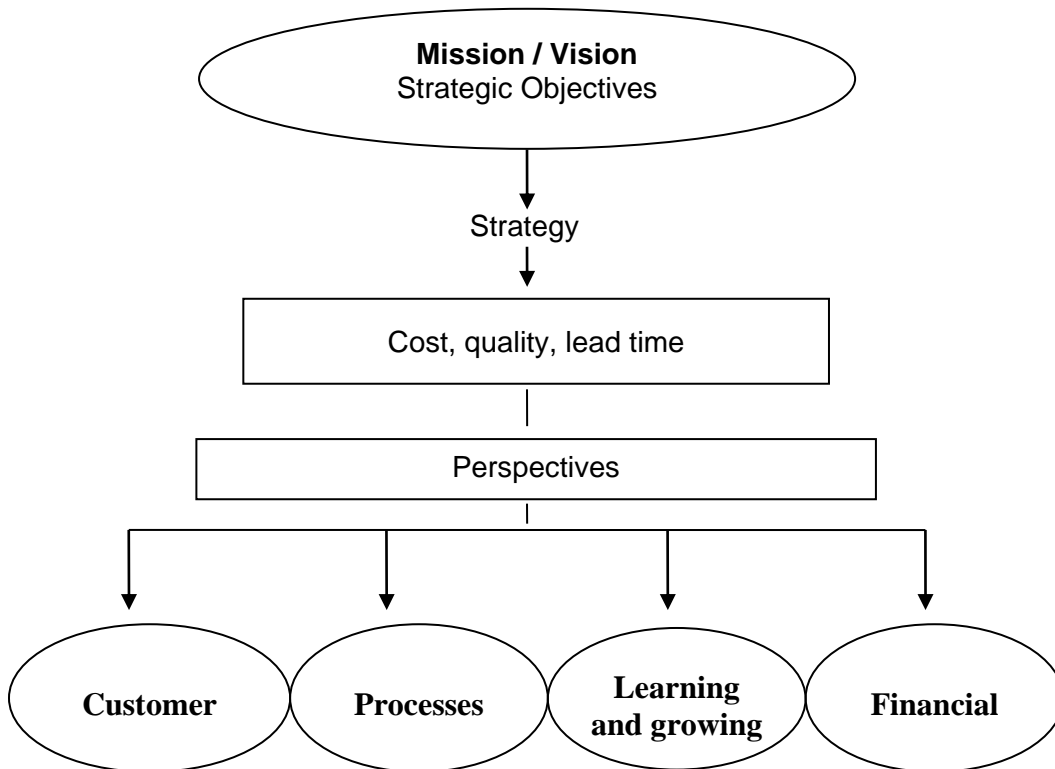 Mission / Vision
Strategic Objectives
Strategy
Cost, quality, lead time
Perspectives
Customer
Processes
Learning
and growing
Financial